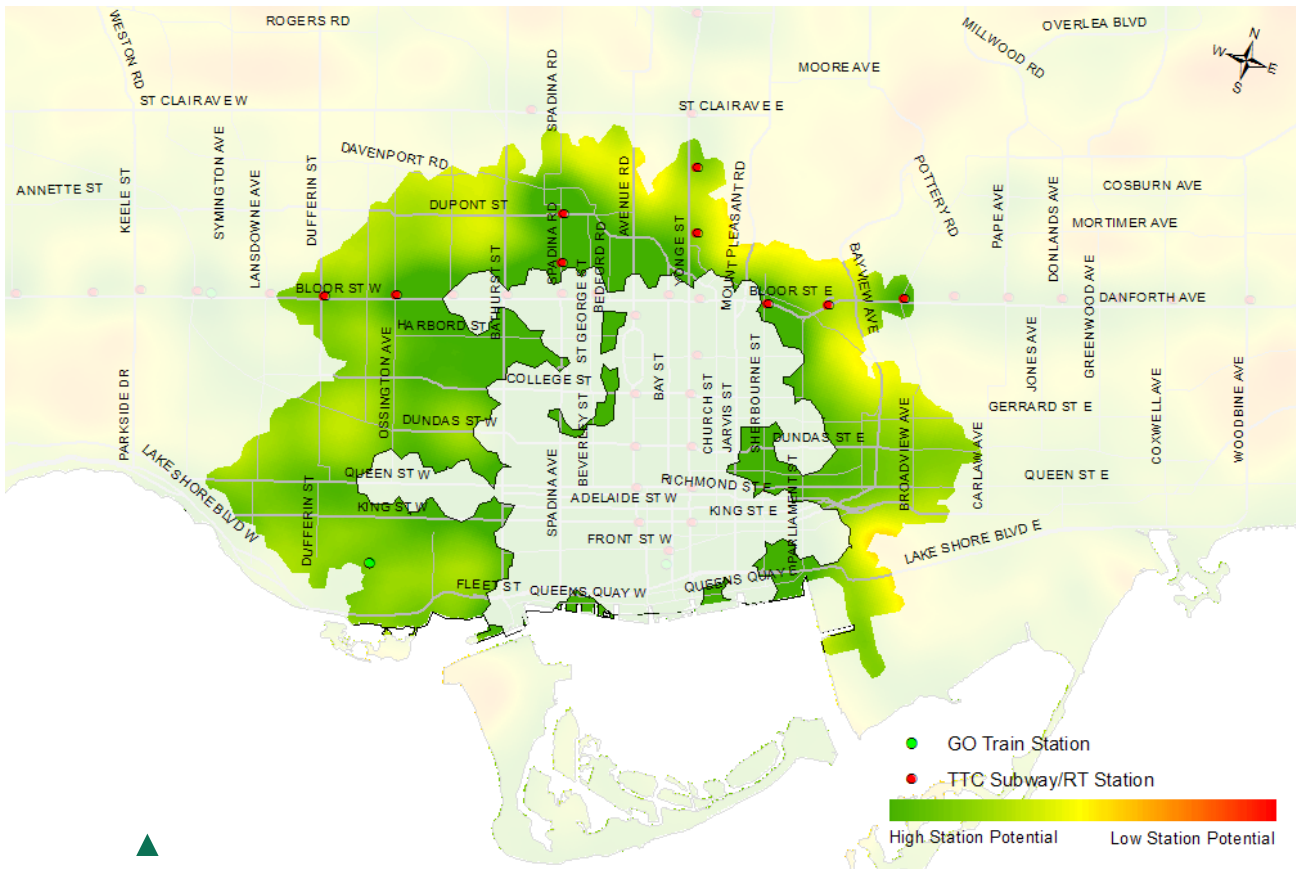 ROGERS RD
OVERLEA BLVD
WESTON RD
MILLWOOD RD
N
W
E
S
SPADINA RD
MOORE AVE
ST CLAIR AVE W
ST CLAIR AVE E
DAVENPORT RD
ANNETTE ST
KEELE ST
SYMINGTON AVE
LANSDOWNE AVE
DUFFERIN ST
DUPONT ST
SPADINA RD
BEDFORD RD
AVENUE RD
YONGE ST
MOUNT PLEASANT RD
POTTERY RD
PAPE AVE
DONLANDS AVE
COSBURN AVE
MORTIMER AVE
BAYVIEW AVE
GREENWOOD AVE
BLOOR ST W
BLOOR ST E
DANFORTH AVE
BATHURST ST
ST GEORGE ST
HARBORD ST
OSSINGTON AVE
COLLEGE ST
BAY ST
JONES AVE
PARKSIDE DR
DUNDAS ST W
BEVERLEY ST
CHURCH ST
JARVIS ST
SHERBOURNE ST
DUNDAS ST E
BROADVIEW AVE
GERRARD ST E
CARLAW AVE
COXWELL AVE
WOODBINE AVE
LAKE SHORE BLVD W
QUEEN ST W
QUEEN ST E
RICHMOND ST E
ADELAIDE ST W
SPADINA AVE
KING ST W
KING ST E
PARLIAMENT ST
DUFFERIN ST
FRONT ST W
LAKE SHORE BLVD E
FLEET ST
QUEENS QUAY W
QUEENS QUAY E
GO Train Station
TTC Subway/RT Station
High Station Potential
Low Station Potential